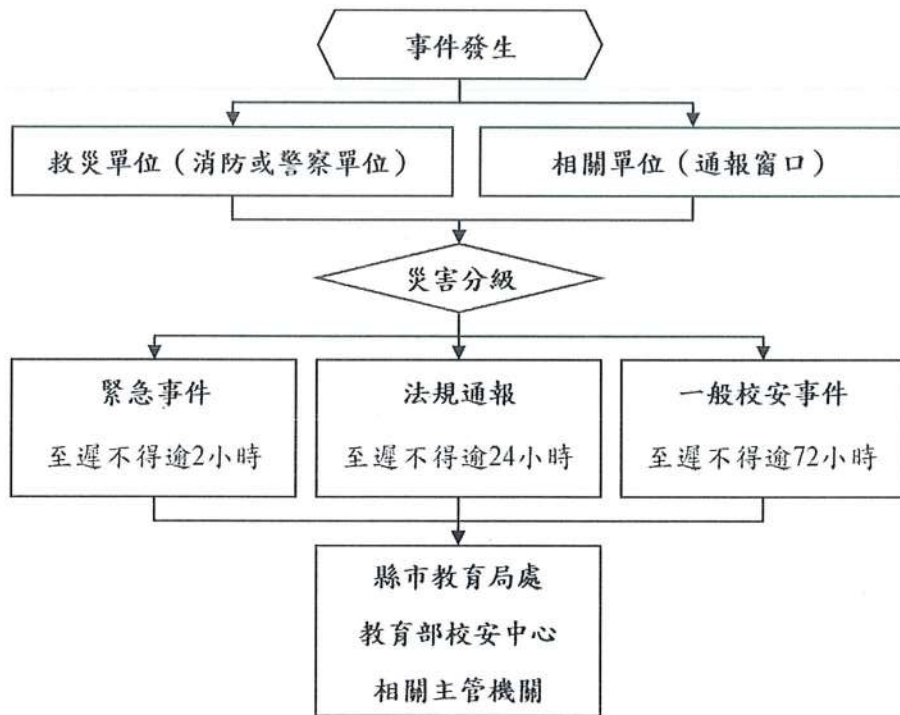 事件發生
救災單位（消防或警察單位）
相關單位（通報窗口）
災害分級
緊急事件
至遲不得逾2小時
法規通報
至遲不得逾24小時
一般校安事件
至遲不得逾72小時
縣市教育局處
教育部校安中心
相關主管機關